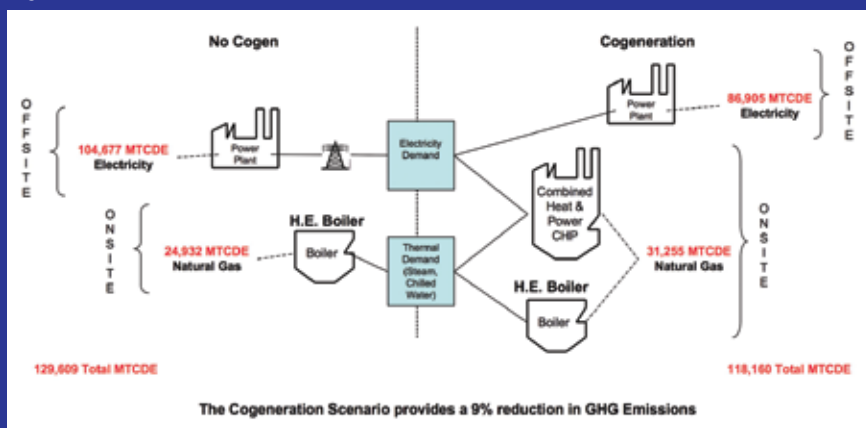 No Cogen
Cogeneration
OFFSITE
104,677 MTCDE
Electricity
Power
Plant
Electricity
Demand
Power
Plant
86,905 MTCDE
Electricity
OFFSITE
ONSITE
24,932 MTCDE
Natural Gas
H.E. Boiler
Boiler
Thermal
Demand
(Steam,
Chilled
Water)
Combined
Heat &
Power
CHP
H.E. Boiler
Boiler
31,255 MTCDE
Natural Gas
ONSITE
129,609 Total MTCDE
118,160 Total MTCDE
The Cogeneration Scenario provides a 9% reduction in GHG Emissions